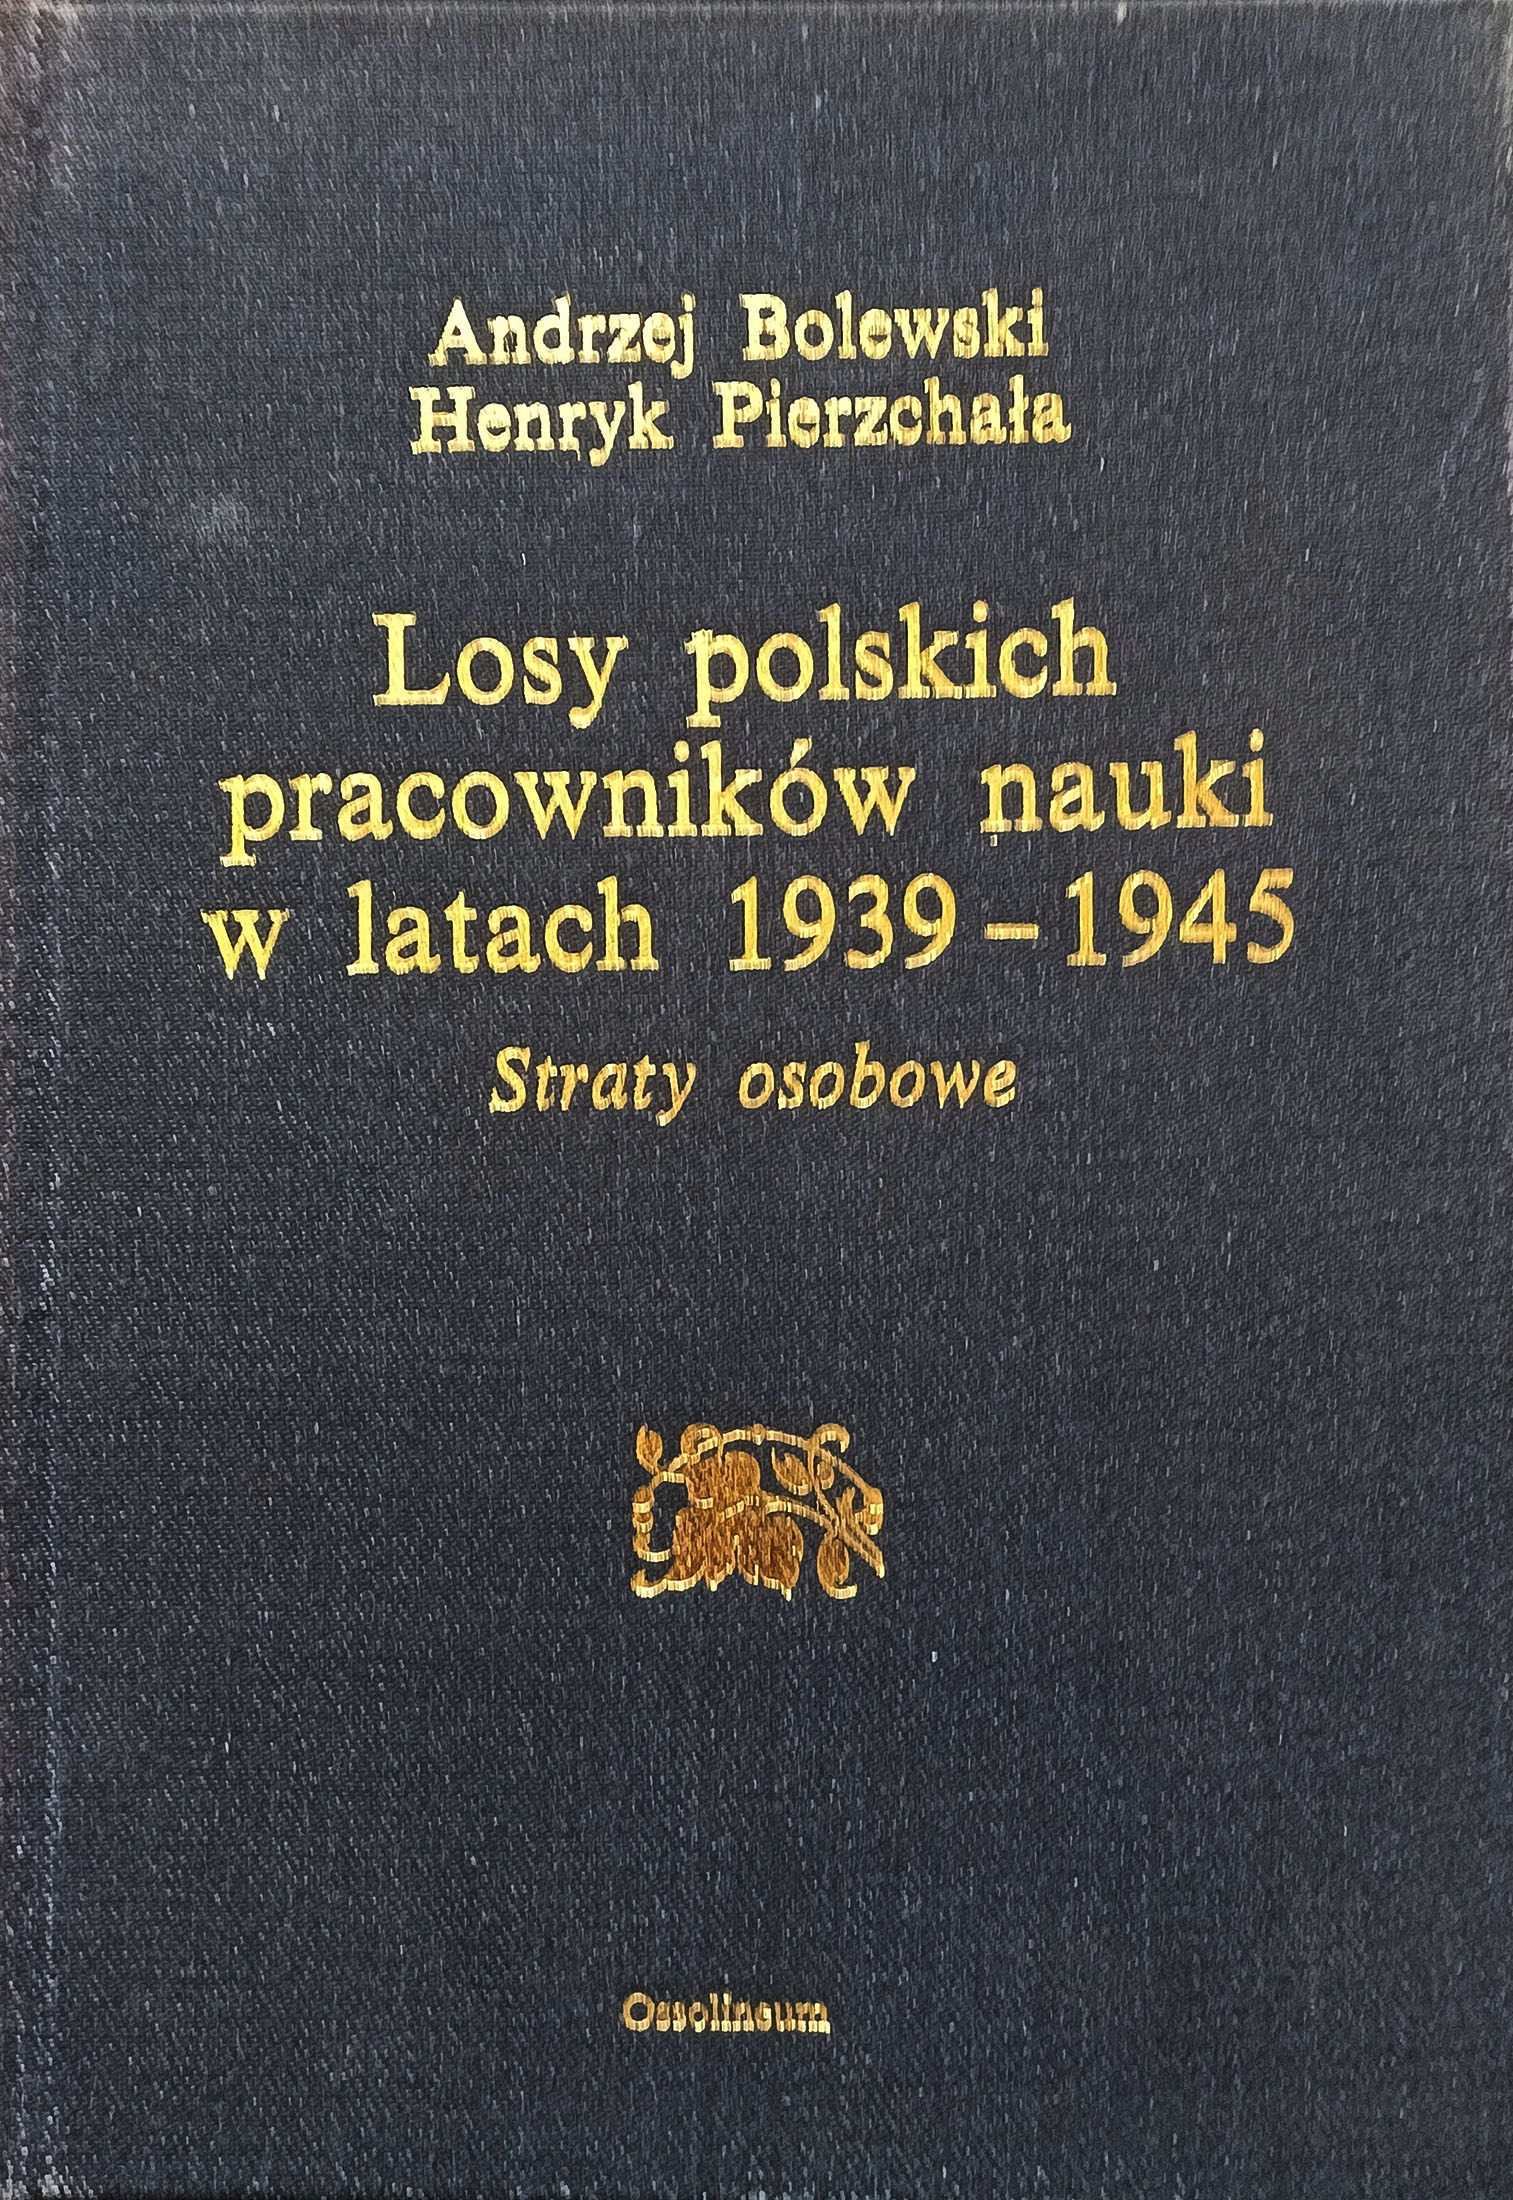 Andrzej Bolewski
Henryk Pierzchała
Losy polskich
pracowników nauki
w latach 1939–1945
Straty osobowe
Ossolineum